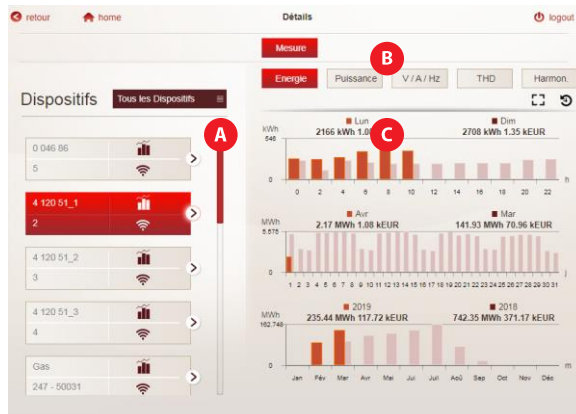 retour
home
Détails
logout
Mesure
B
Energie
Puissance
V / A / Hz
THD
Harmon.
Dispositifs
Tous les Dispositifs
A
0 046 86
5
4 120 51_1
2
4 120 51_2
3
4 120 51_3
4
Gas
247 - 50031
C
kWh
Lun
Dim
2166 kWh 1.08
2708 kWh 1.35 kEUR
546
0
0 2 4 6 8 10 12 14 16 18 20 22
h
MWh
Avr
Mar
2.17 MWh 1.08 kEUR
141.93 MWh 70.96 kEUR
0
1 2 3 4 5 6 7 8 9 10 11 12 13 14 15 16 17 18 19 20 21 22 23 24 25 26 27 28 29 30 31
j
MWh
2019
2018
235.44 MWh 117.72 kEUR
742.35 MWh 371.17 kEUR
162.748
0
Jan Fév Mar Avr Mai Jui Juil Aoû Sep Oct Nov Déc
m